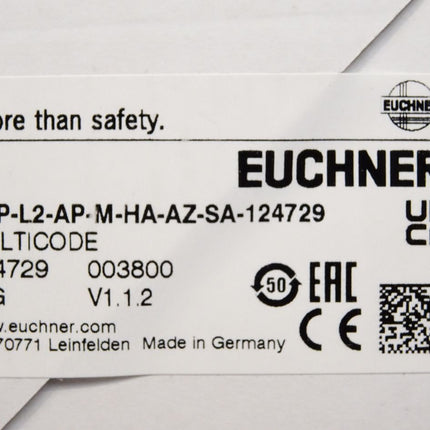 ore than safety.
EUCHNE
EUCHNER
P-L2-AP-M-HA-AZ-SA-124729
LTICODE
4729 003800
G V1.1.2
50 EAC
CE
w.euchner.com
70771 Leinfelden Made in Germany